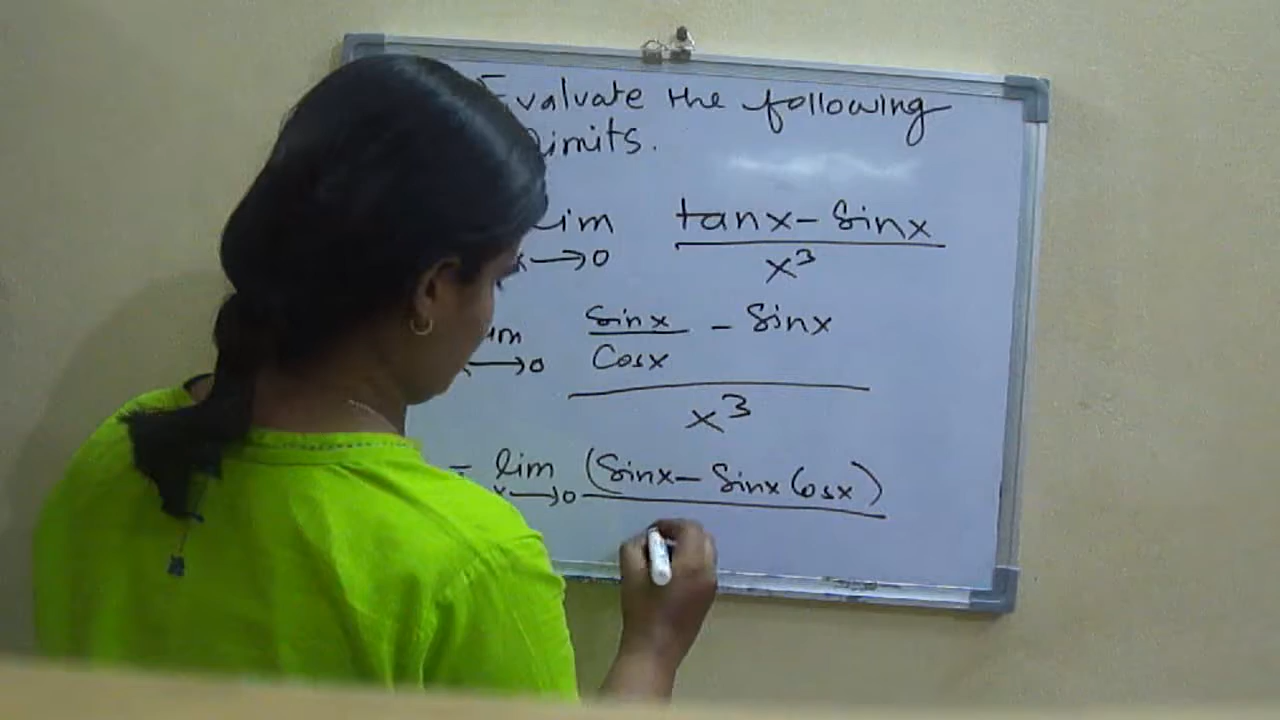 Evaluate the following
limits.
lim tanx - Sinx
x→0 x³
lim Sinx/Cosx - Sinx
x→0 x³
= lim (Sinx - Sinx Cosx)
x→0